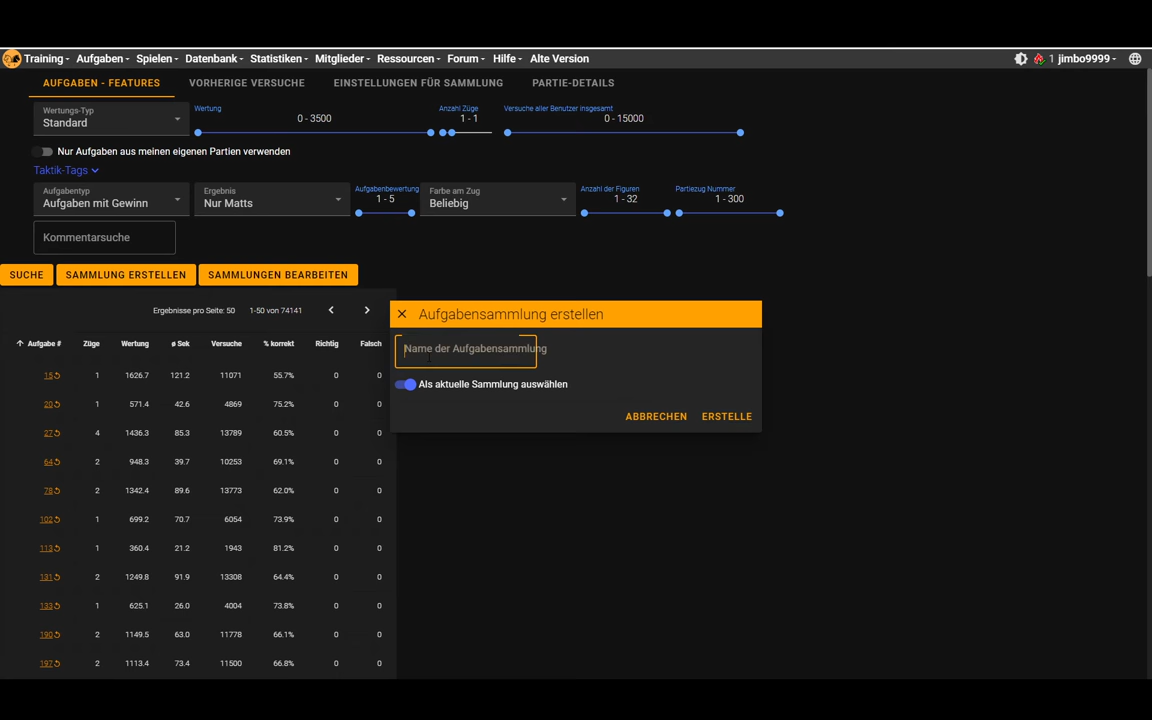 Training Aufgaben Spielen Datenbank Statistiken Mitglieder Ressourcen Forum Hilfe Alte Version 1 jimbo9999
AUFGABEN - FEATURES VORHERIGE VERSUCHE EINSTELLUNGEN FÜR SAMMLUNG PARTIE-DETAILS
Wertungs-Typ Wertung Anzahl Züge Versuche aller Benutzer insgesamt
Standard 0 - 3500 1 - 1 0 - 15000
Nur Aufgaben aus meinen eigenen Partien verwenden
Taktik-Tags
Aufgabentyp Ergebnis Aufgabenbewertung Farbe am Zug Anzahl der Figuren Partiezug Nummer
Aufgaben mit Gewinn Nur Matts 1 - 5 Beliebig 1 - 32 1 - 300
Kommentarsuche
SUCHE SAMMLUNG ERSTELLEN SAMMLUNGEN BEARBEITEN
Ergebnisse pro Seite: 50 1-50 von 74141
Aufgabe # Züge Wertung ø Sek Versuche % korrekt Richtig Falsch
15 1 1626.7 121.2 11071 55.7% 0 0
20 1 571.4 42.6 4869 75.2% 0 0
27 4 1436.3 85.3 13789 60.5% 0 0
64 2 948.3 39.7 10253 69.1% 0 0
78 2 1342.4 89.6 13773 62.0% 0 0
102 1 699.2 70.7 6054 73.9% 0 0
113 1 360.4 21.2 1943 81.2% 0 0
131 2 1249.8 91.9 13308 64.4% 0 0
133 1 625.1 26.0 4004 73.8% 0 0
190 2 1149.5 63.0 11778 66.1% 0 0
197 2 1113.4 73.4 11500 66.8% 0 0
Aufgabensammlung erstellen
Name der Aufgabensammlung
Als aktuelle Sammlung auswählen
ABBRECHEN ERSTELLE